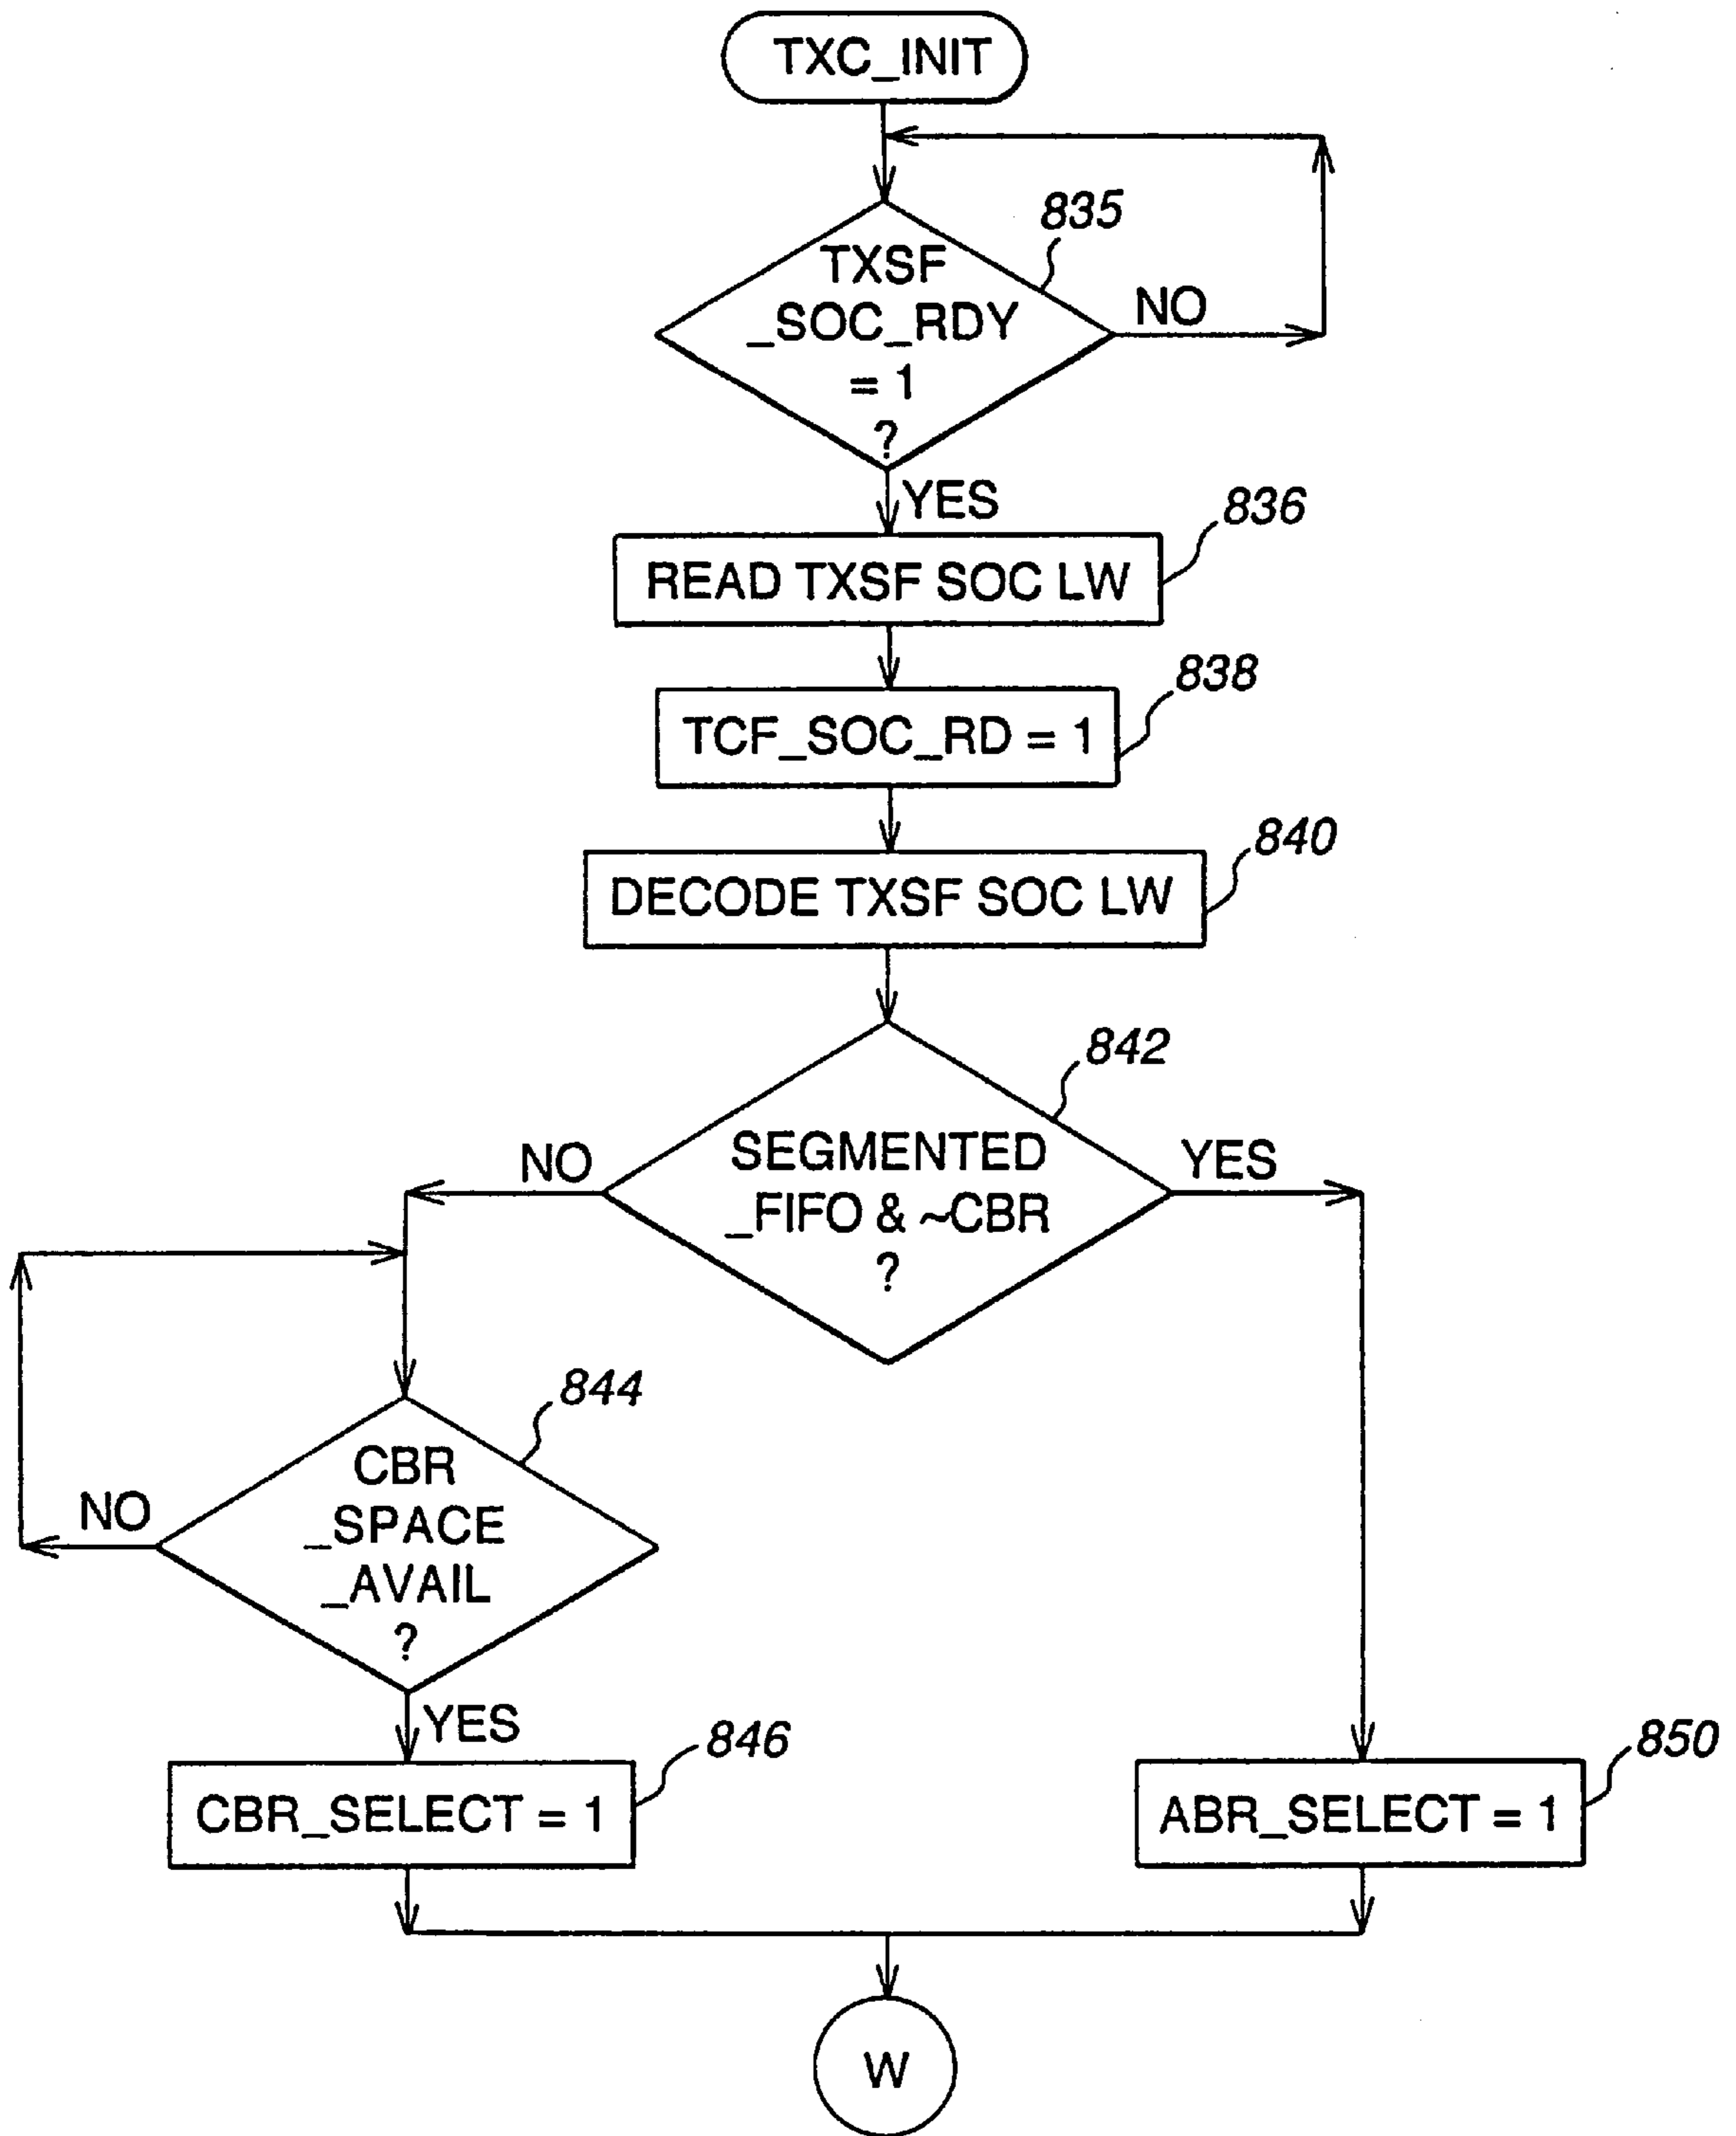 TXC_INIT
835
TXSF
_SOC_RDY
= 1
?
NO
YES
836
READ TXSF SOC LW
838
TCF_SOC_RD = 1
840
DECODE TXSF SOC LW
842
SEGMENTED
_FIFO & ~CBR
?
NO
YES
844
CBR
_SPACE
_AVAIL
?
NO
YES
846
CBR_SELECT = 1
850
ABR_SELECT = 1
W